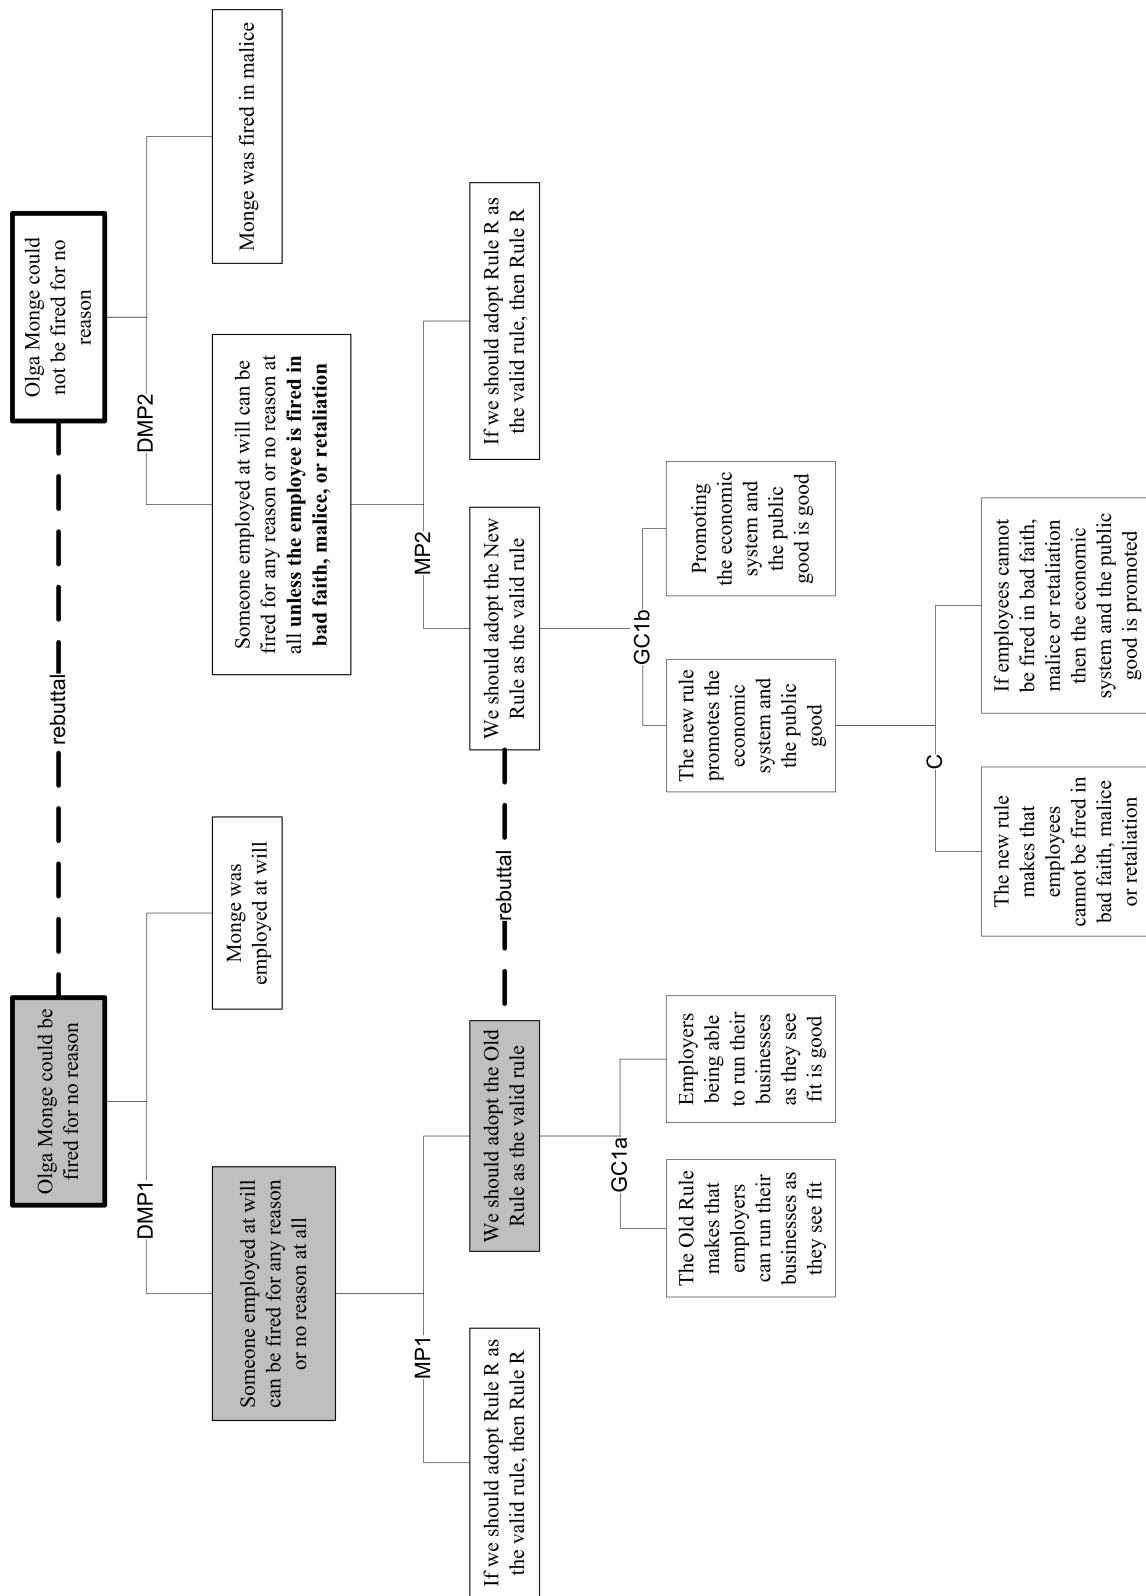 Olga Monge could be
fired for no reason
rebuttal
Olga Monge could
not be fired for no
reason
DMP1
DMP2
Someone employed at will
can be fired for any reason
or no reason at all
Monge was
employed at will
Someone employed at will can be
fired for any reason or no reason at
all unless the employee is fired in
bad faith, malice, or retaliation
Monge was fired in malice
MP1
MP2
If we should adopt Rule R as
the valid rule, then Rule R
We should adopt the Old
Rule as the valid rule
rebuttal
We should adopt the New
Rule as the valid rule
If we should adopt Rule R as
the valid rule, then Rule R
GC1a
GC1b
The Old Rule
makes that
employers
can run their
businesses as
they see fit
Employers
being able
to run their
businesses
as they see
fit is good
The new rule
promotes the
economic
system and
the public
good
Promoting
the economic
system and
the public
good is good
C
The new rule
makes that
employees
cannot be fired in
bad faith, malice
or retaliation
If employees cannot
be fired in bad faith,
malice or retaliation
then the economic
system and the public
good is promoted